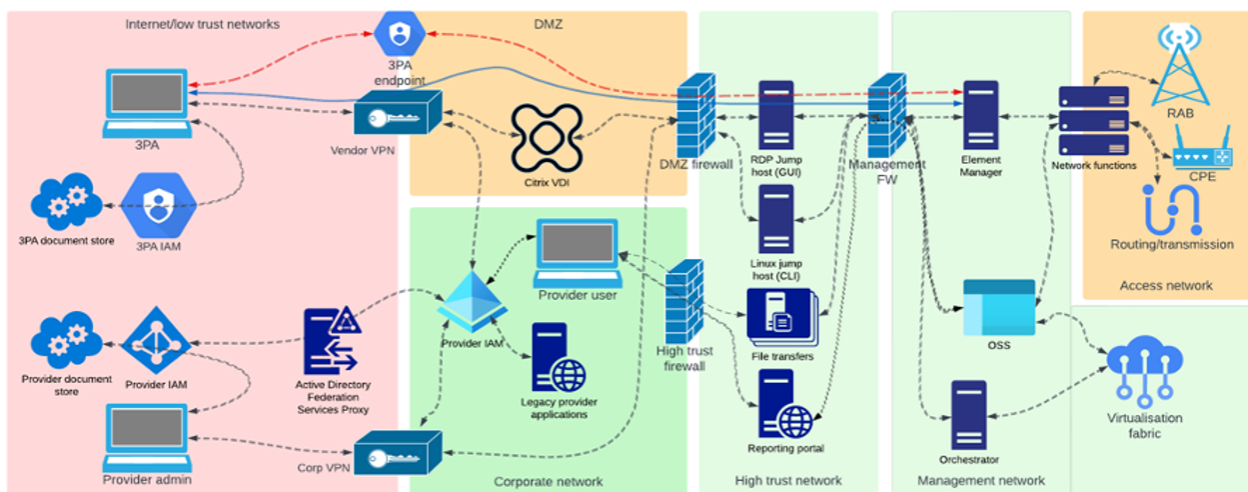 Internet/low trust networks
DMZ
3PA
endpoint
3PA
Vendor VPN
Citrix VDI
DMZ firewall
RDP Jump
host (GUI)
Management
FW
Element
Manager
Network functions
RAB
CPE
3PA document store
3PA IAM
Linux jump
host (CLI)
Routing/transmission
Access network
Provider user
Provider IAM
High trust
firewall
File transfers
OSS
Provider document
store
Provider IAM
Active Directory
Federation
Services Proxy
Legacy provider
applications
Virtualisation
fabric
Reporting portal
Orchestrator
Provider admin
Corp VPN
Corporate network
High trust network
Management network